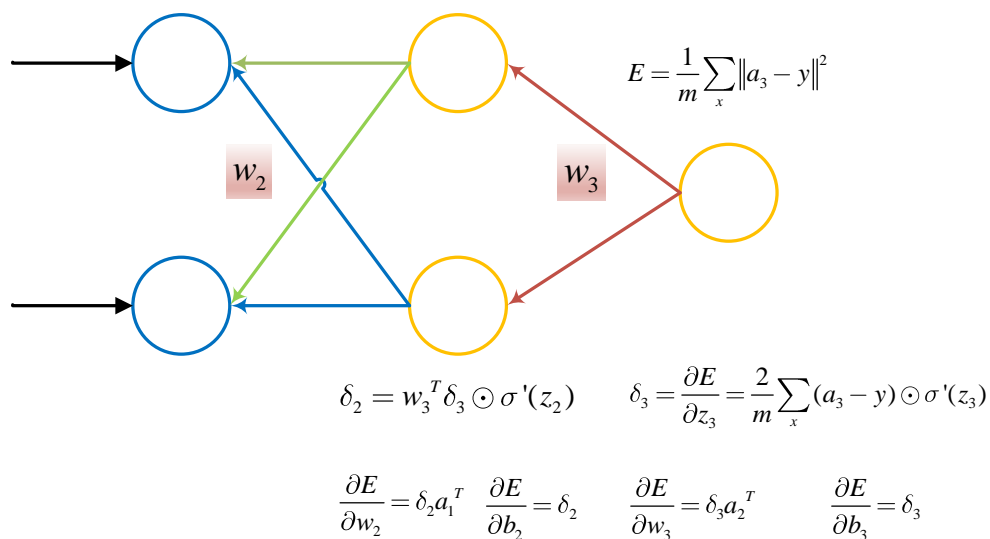 E = \frac{1}{m} \sum_x \|a_3 - y\|^2
w_2
w_3
\delta_2 = w_3^T \delta_3 \odot \sigma'(z_2)
\delta_3 = \frac{\partial E}{\partial z_3} = \frac{2}{m} \sum_x (a_3 - y) \odot \sigma'(z_3)
\frac{\partial E}{\partial w_2} = \delta_2 a_1^T
\frac{\partial E}{\partial b_2} = \delta_2
\frac{\partial E}{\partial w_3} = \delta_3 a_2^T
\frac{\partial E}{\partial b_3} = \delta_3